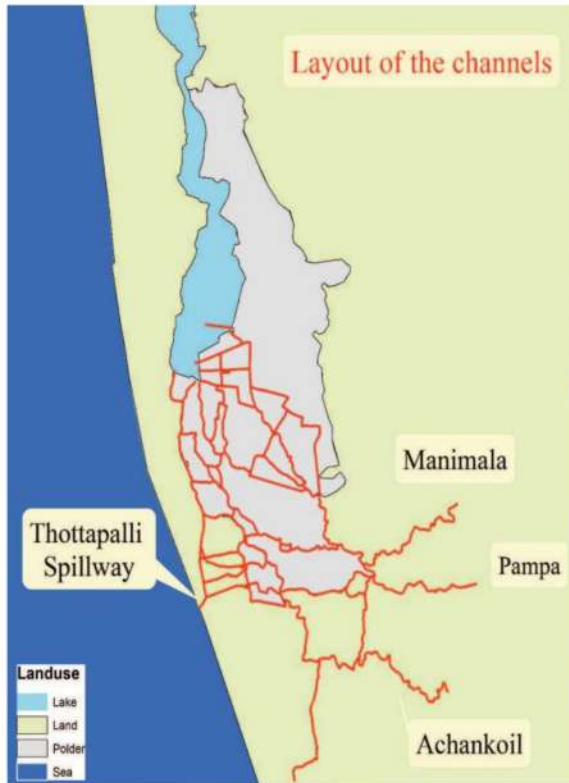 Layout of the channels
Manimala
Thottapalli
Spillway
Pampa
Achankoil
Landuse
Lake
Land
Polder
Sea